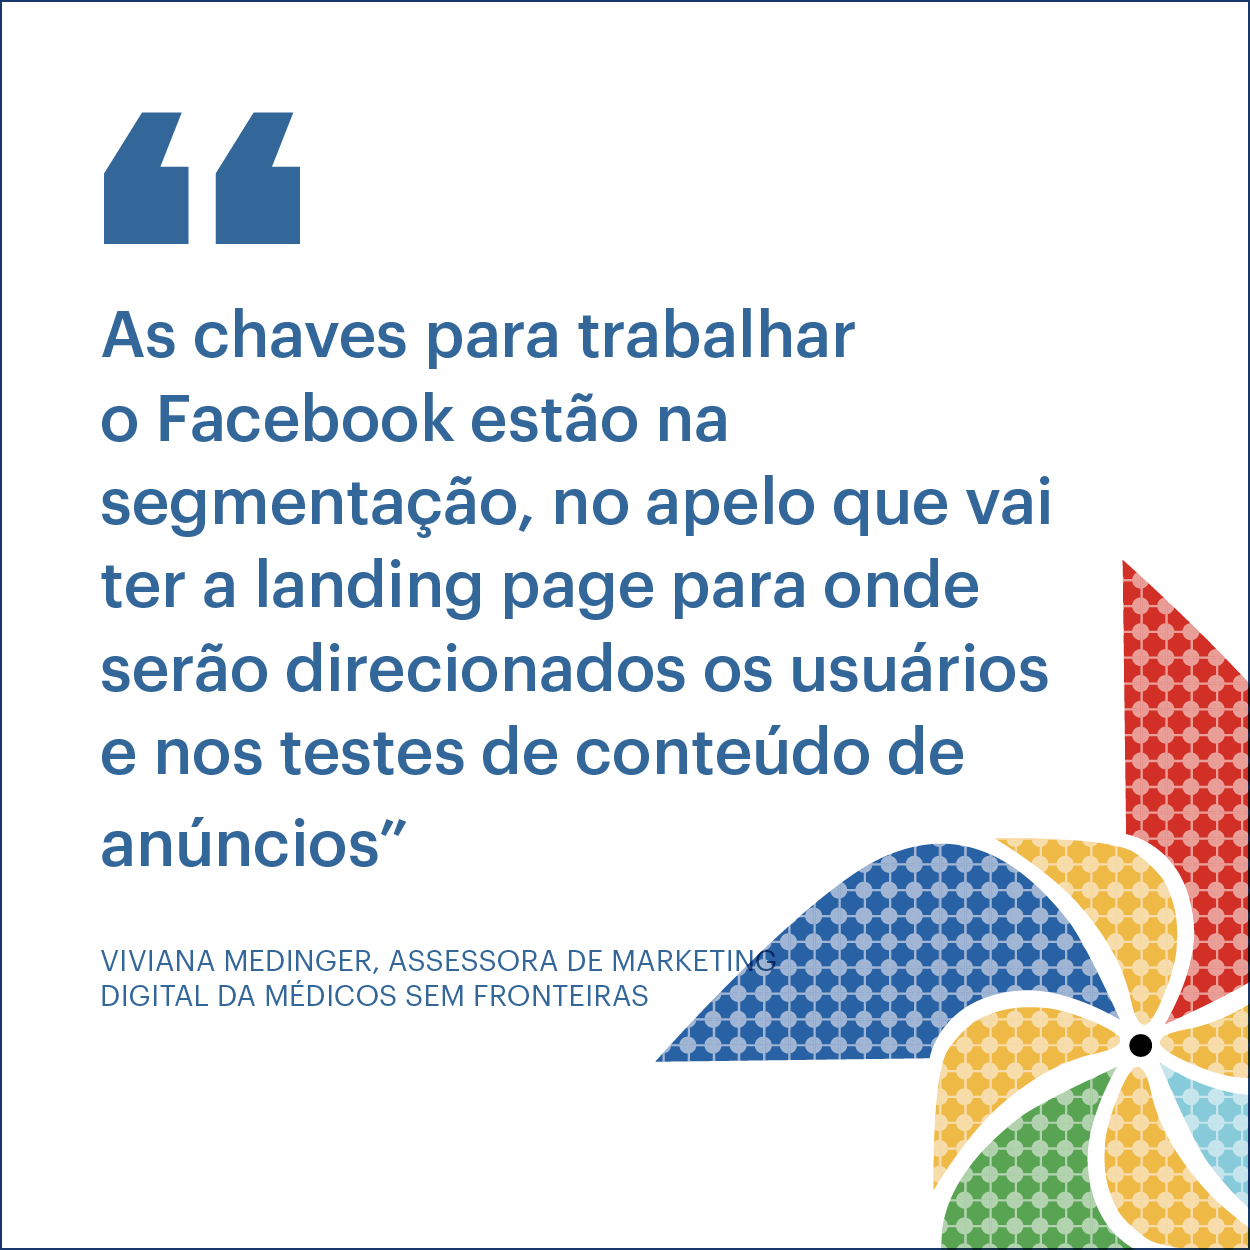 “
As chaves para trabalhar
o Facebook estão na
segmentação, no apelo que vai
ter a landing page para onde
serão direcionados os usuários
e nos testes de conteúdo de
anúncios”
VIVIANA MEDINGER, ASSESSORA DE MARKETING
DIGITAL DA MÉDICOS SEM FRONTEIRAS